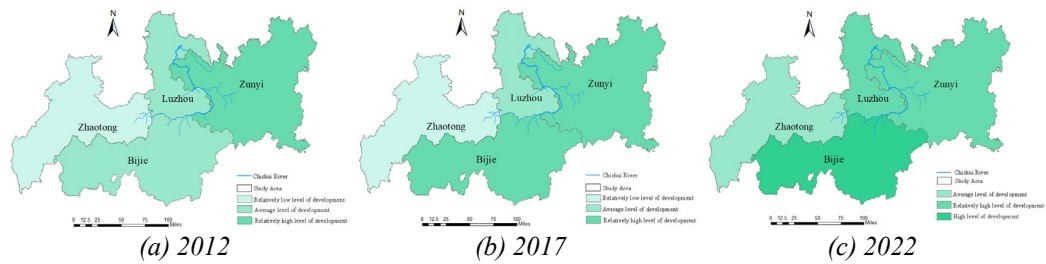 N
Zunyi
Luzhou
Zhaotong
Bijie
Chishui River
Study Area
Relatively low level of development
Average level of development
Relatively high level of development
0 12.5 25 50 75 100
Miles
(a) 2012
N
Zunyi
Luzhou
Zhaotong
Bijie
Chishui River
Study Area
Relatively low level of development
Average level of development
Relatively high level of development
0 12.5 25 50 75 100
Miles
(b) 2017
N
Zunyi
Luzhou
Zhaotong
Bijie
Chishui River
Study Area
Average level of development
Relatively high level of development
High level of development
0 12.5 25 50 75 100
Miles
(c) 2022